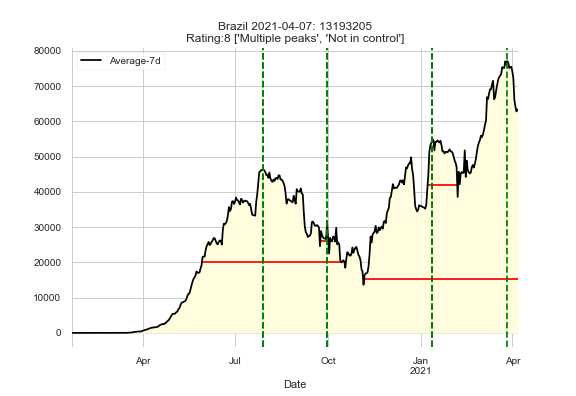 Brazil 2021-04-07: 13193205
Rating:8 ['Multiple peaks', 'Not in control']
80000
70000
60000
50000
40000
30000
20000
10000
0
Average-7d
Apr
Jul
Oct
Jan
2021
Apr
Date